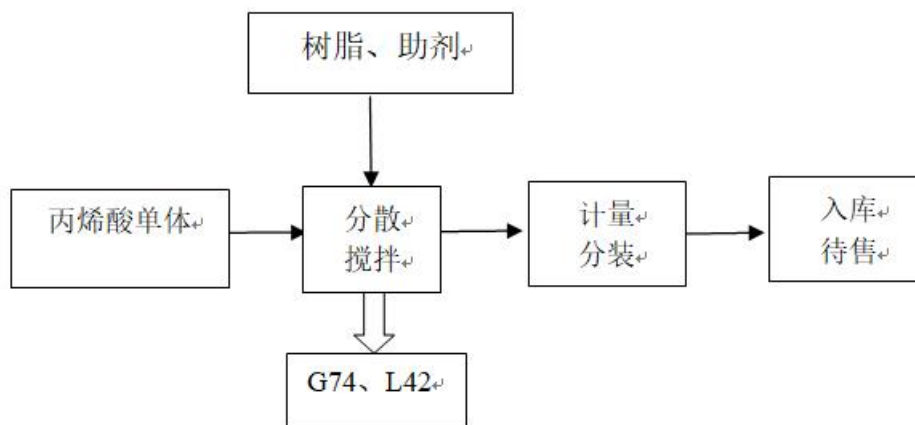 树脂、助剂
丙烯酸单体
分散
搅拌
计量
分装
入库
待售
G74、L42